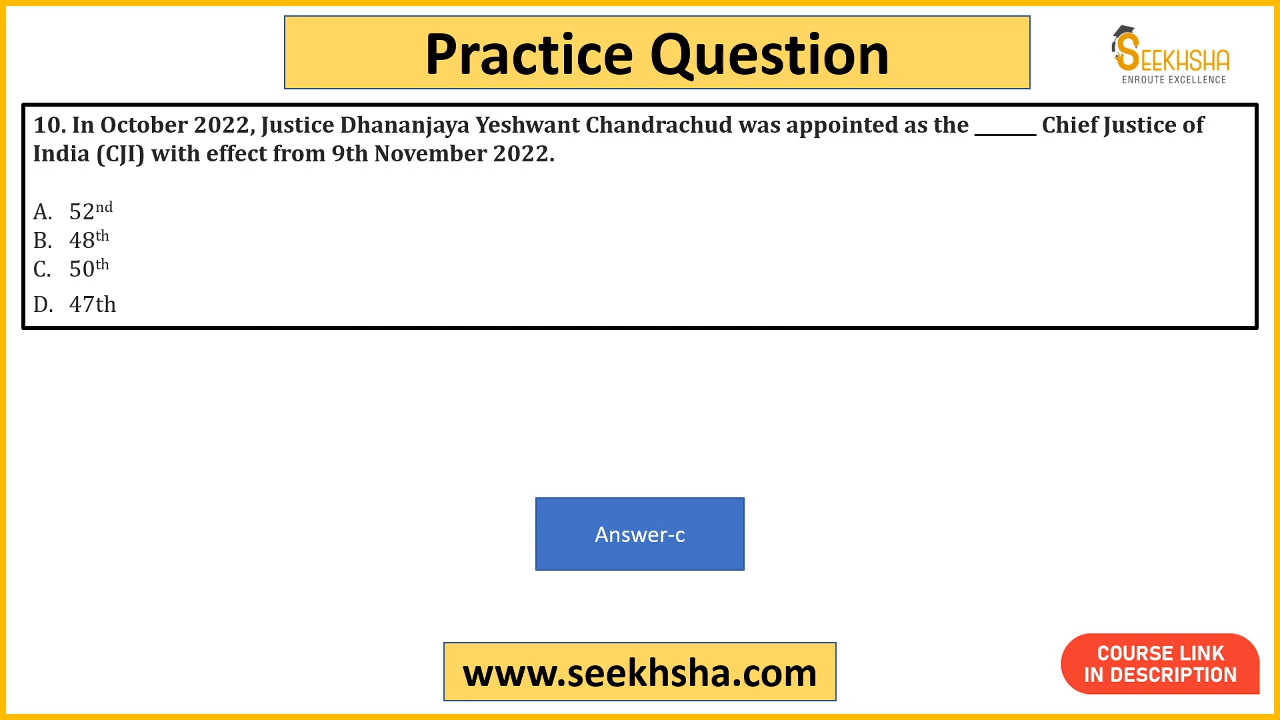 Practice Question
SEEKHSHA
ENROUTE EXCELLENCE
10. In October 2022, Justice Dhananjaya Yeshwant Chandrachud was appointed as the ______ Chief Justice of
India (CJI) with effect from 9th November 2022.
A. 52nd
B. 48th
C. 50th
D. 47th
Answer-c
www.seekhsha.com
COURSE LINK
IN DESCRIPTION